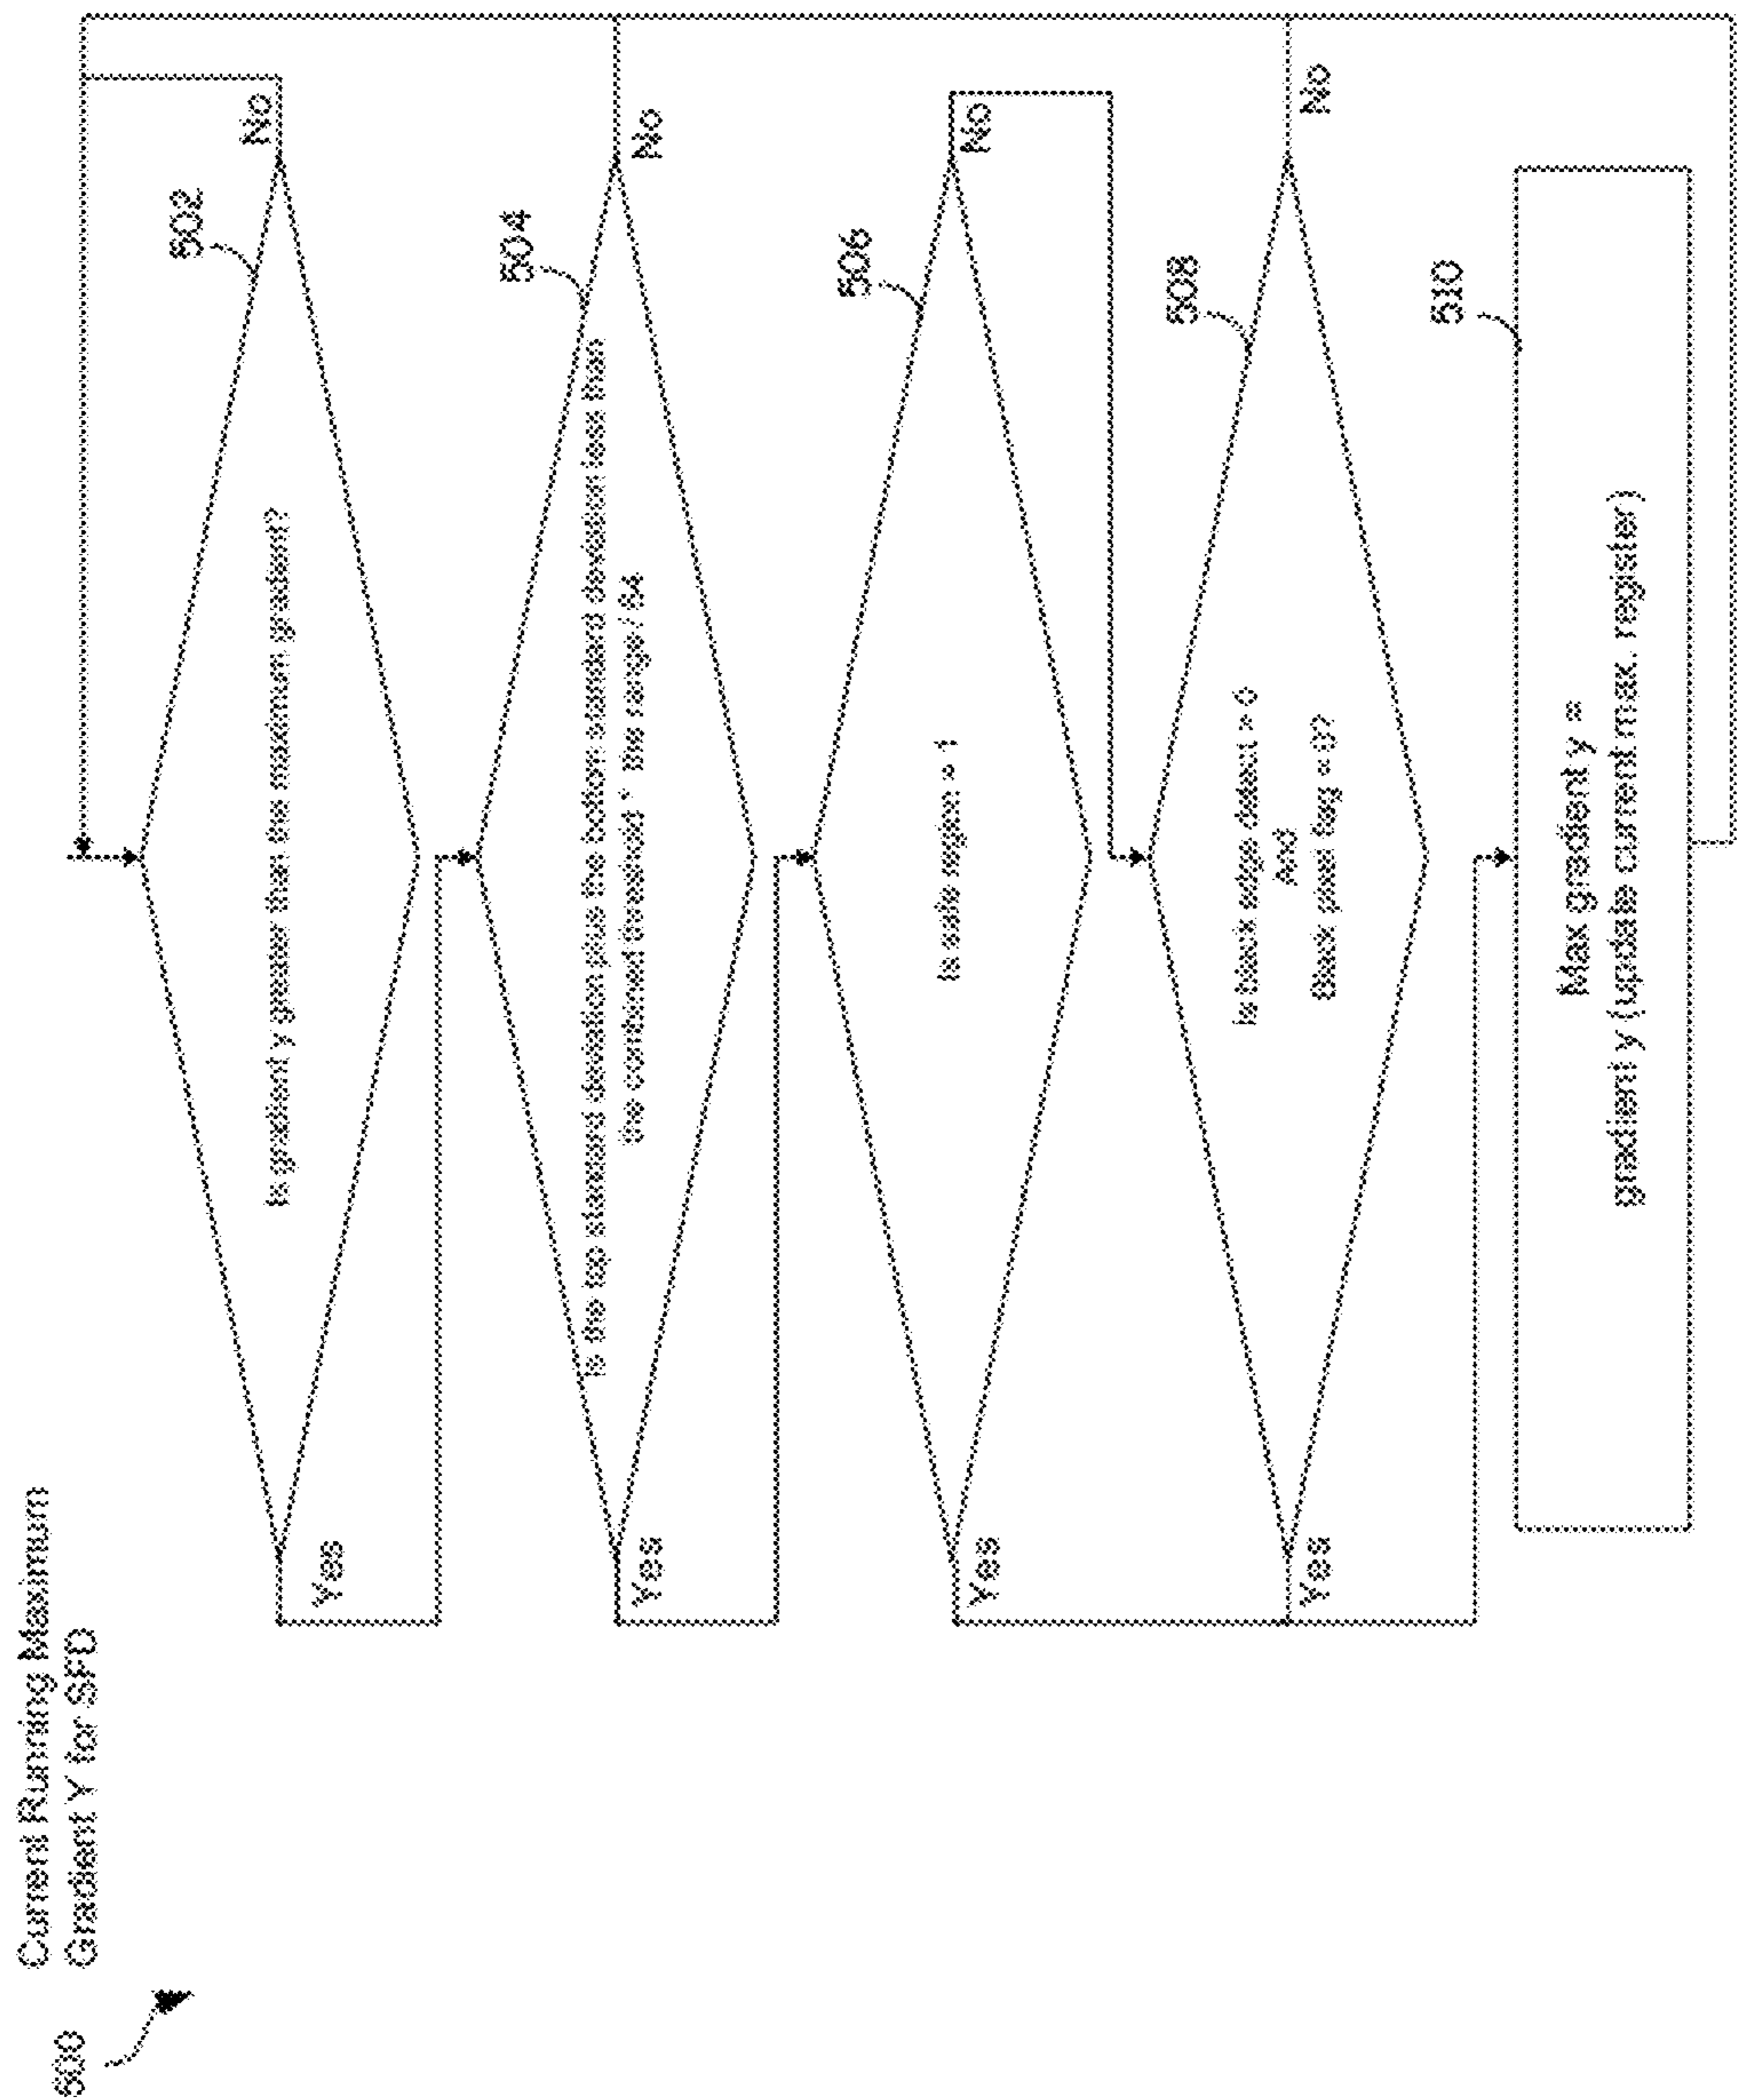 500
Current Running Maximum
Gradient Y for SFD
502
Is gradient y greater than the maximum gradient?
Yes
No
504
Is the top standard deviation plus the bottom standard deviation less than
the combined threshold * the range / 64
Yes
No
506
Is safe region = 1
Yes
No
508
Is black edge detect > 0
And
Black pixel flag = 0?
Yes
No
510
Max gradient y =
gradient y (update current max. register)